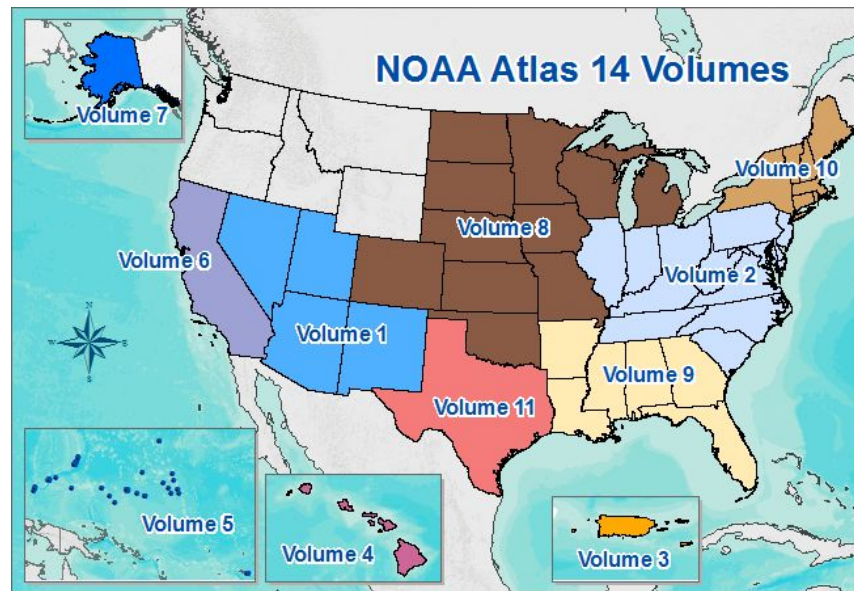 NOAA Atlas 14 Volumes
Volume 7
Volume 10
Volume 8
Volume 6
Volume 2
Volume 1
Volume 9
Volume 11
Volume 5
Volume 4
Volume 3
N
W
E
S